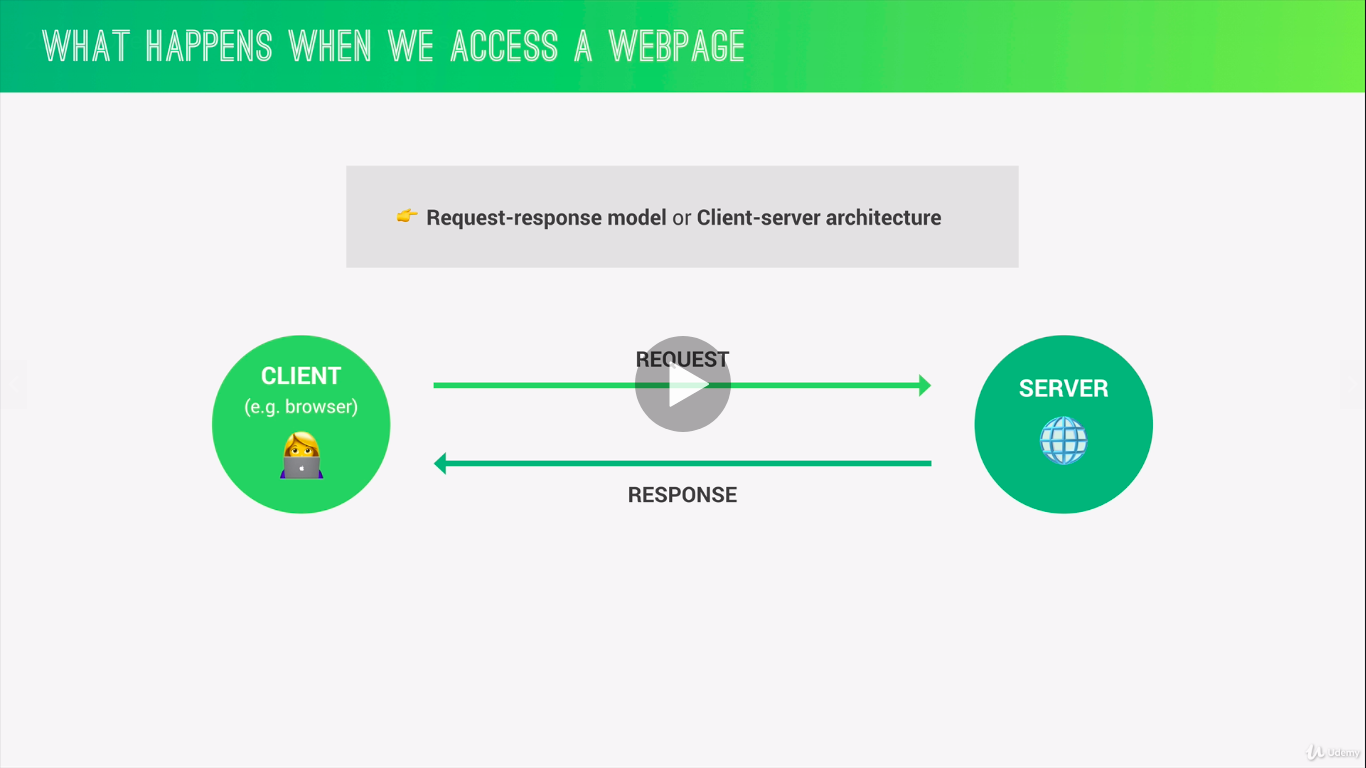 WHAT HAPPENS WHEN WE ACCESS A WEBPAGE
👉 Request-response model or Client-server architecture
CLIENT
(e.g. browser)
REQUEST
SERVER
RESPONSE
Udemy